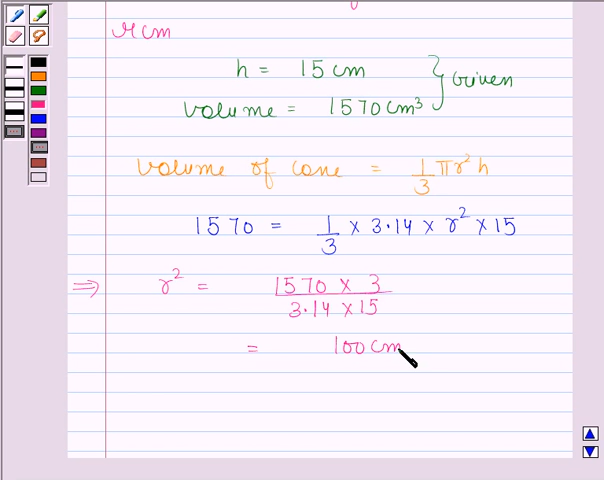 r cm
h = 15 cm
volume = 1570 cm³ } Given
Volume of cone = 1/3 πr² h
1570 = 1/3 × 3.14 × r² × 15
⇒ r² = 1570 × 3 / 3.14 × 15
= 100 cm